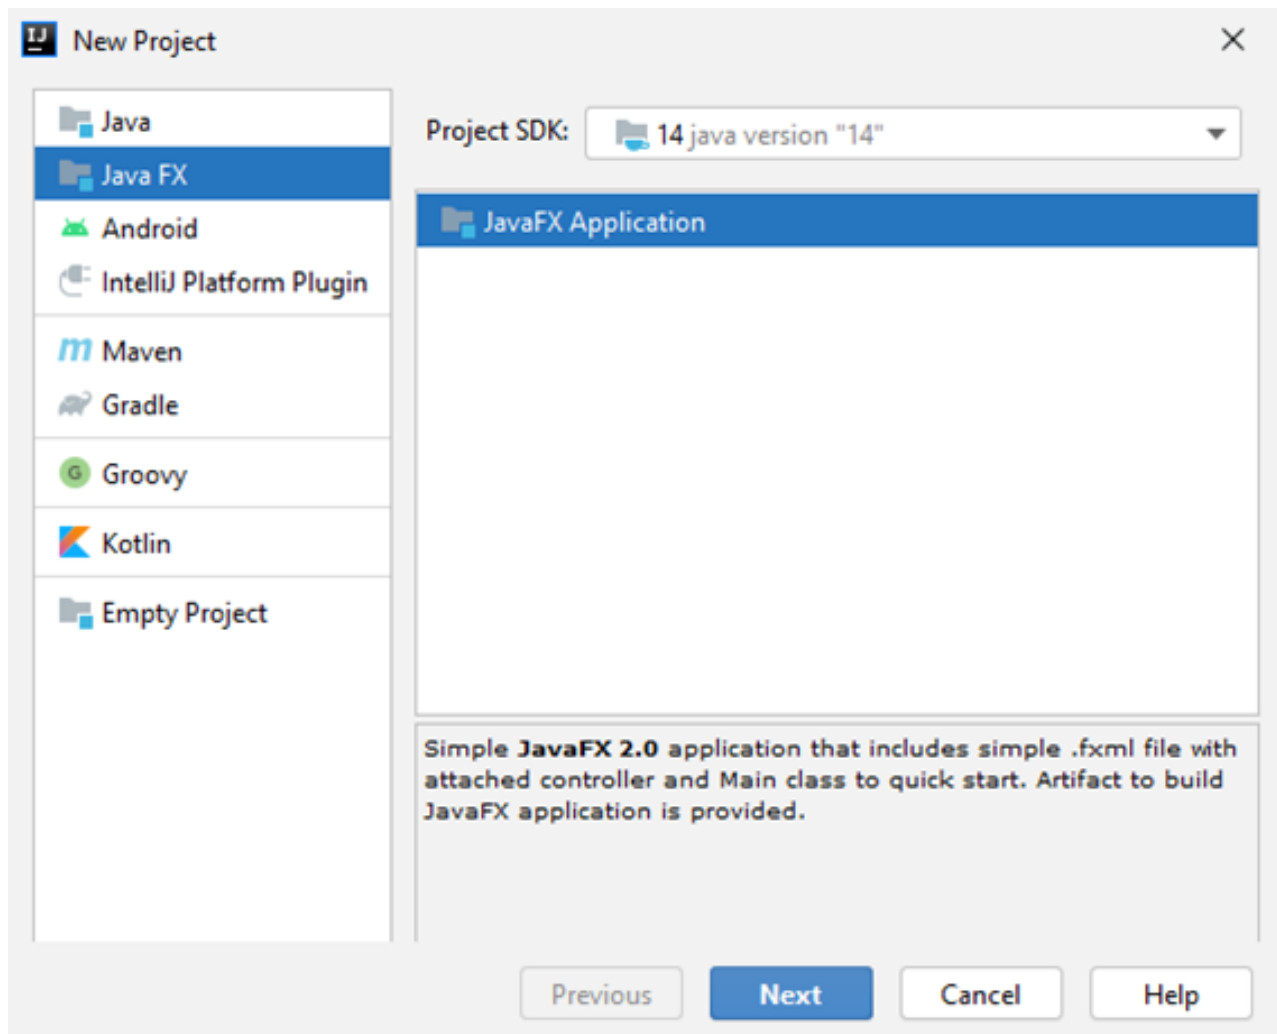 IJ New Project
Java
Java FX
Android
IntelliJ Platform Plugin
m Maven
Gradle
G Groovy
Kotlin
Empty Project
Project SDK: 14 java version "14"
JavaFX Application
Simple JavaFX 2.0 application that includes simple .fxml file with
attached controller and Main class to quick start. Artifact to build
JavaFX application is provided.
Previous Next Cancel Help